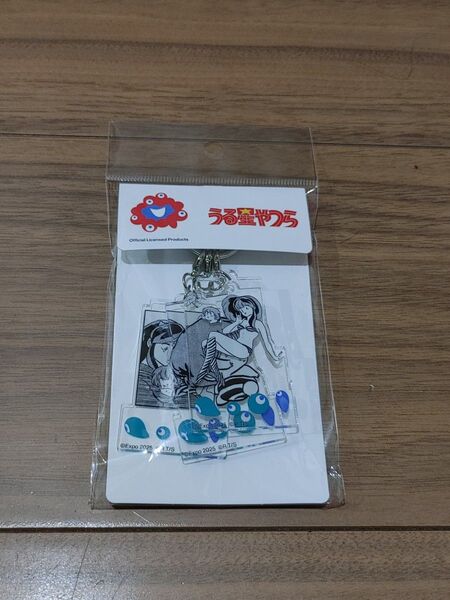 うる星やつら
Official Licensed Products
©Expo 2025 ©R.T/S
©Expo 2025 ©R.T/S